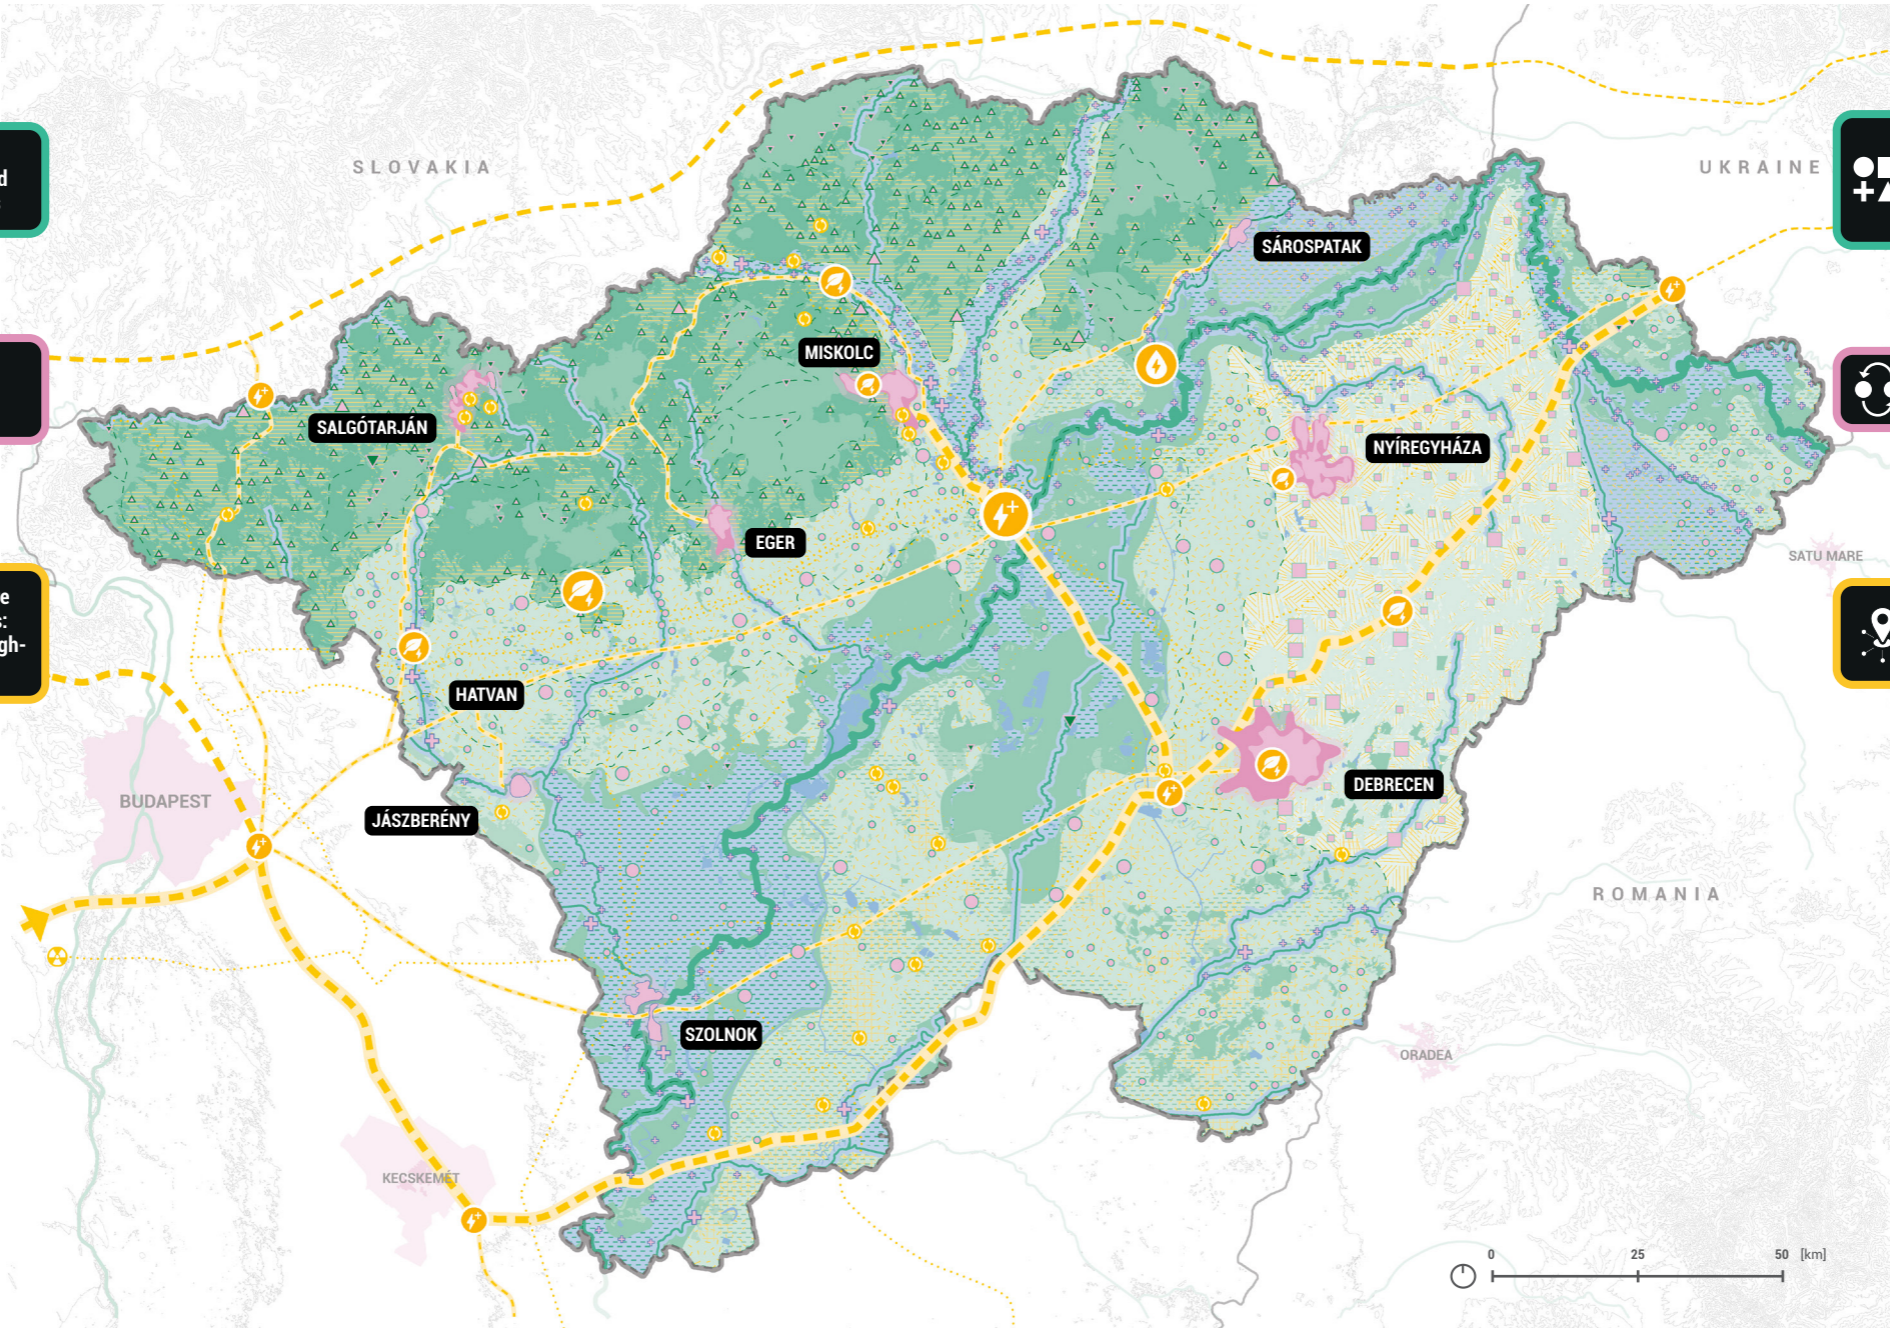 SLOVAKIA
UKRAINE
d
SÁROSPATAK
MISKOLC
SALGÓTARJÁN
NYÍREGYHÁZA
EGER
SATU MARE
e
s:
gh-
HATVAN
BUDAPEST
JÁSZBERÉNY
DEBRECEN
ROMANIA
SZOLNOK
ORADEA
KECSKEMÉT
0 25 50 [km]